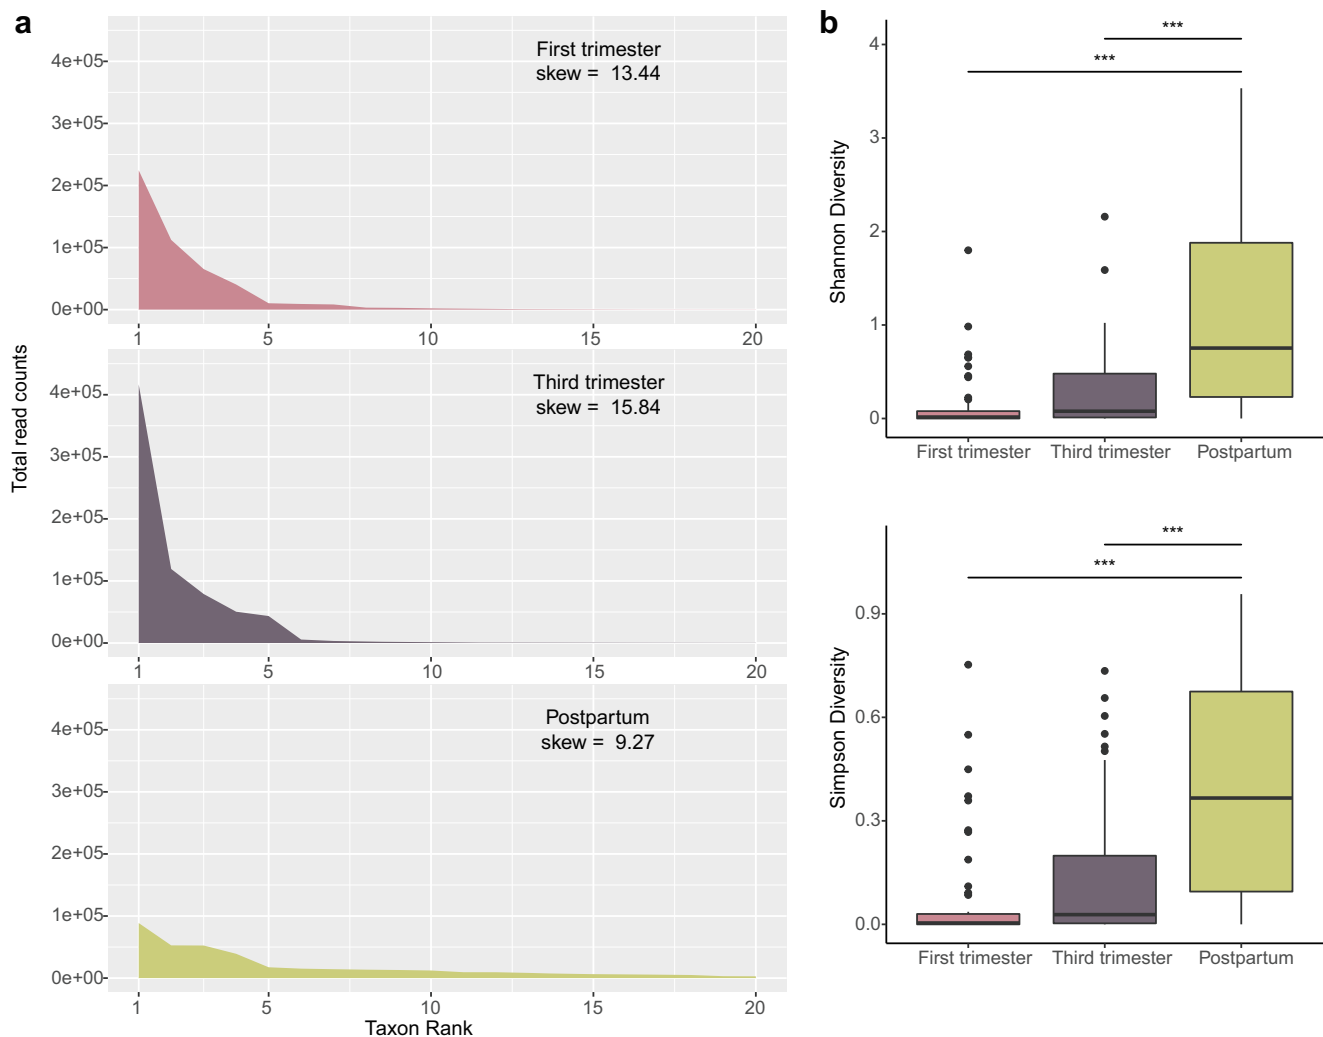 a
Total read counts
First trimester
skew = 13.44
4e+05
3e+05
2e+05
1e+05
0e+00
1 5 10 15 20
Third trimester
skew = 15.84
4e+05
3e+05
2e+05
1e+05
0e+00
1 5 10 15 20
Postpartum
skew = 9.27
4e+05
3e+05
2e+05
1e+05
0e+00
1 5 10 15 20
Taxon Rank
b
Shannon Diversity
***
***
4
3
2
1
0
First trimester Third trimester Postpartum
Simpson Diversity
***
***
0.9
0.6
0.3
0.0
First trimester Third trimester Postpartum